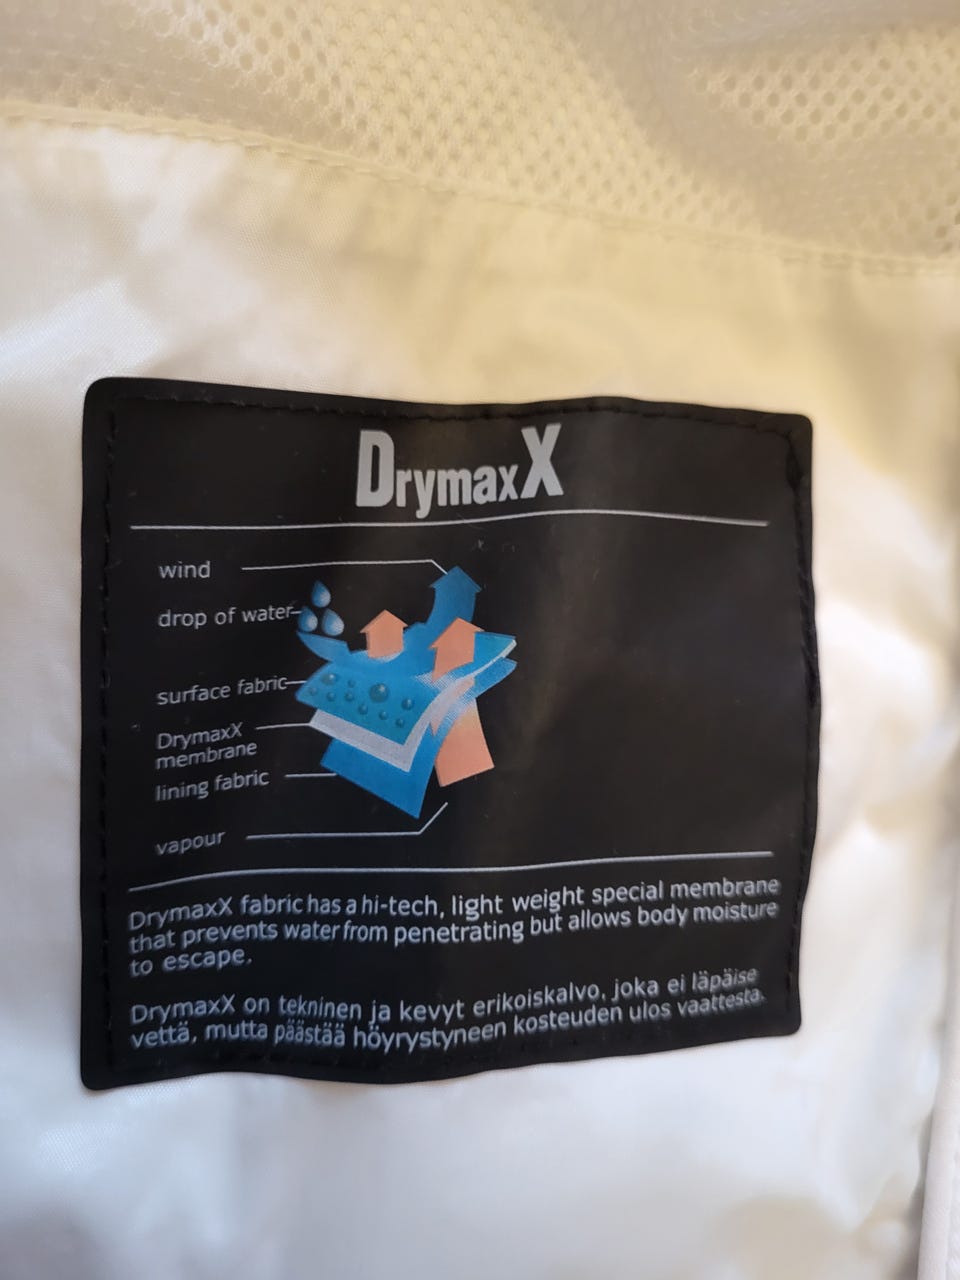 DrymaxX
wind
drop of water
surface fabric
DrymaxX
membrane
lining fabric
vapour
DrymaxX fabric has a hi-tech, light weight special membrane
that prevents water from penetrating but allows body moisture
to escape.
DrymaxX on tekninen ja kevyt erikoiskalvo, joka ei läpäise
vettä, mutta päästää höyrystyneen kosteuden ulos vaattesta.